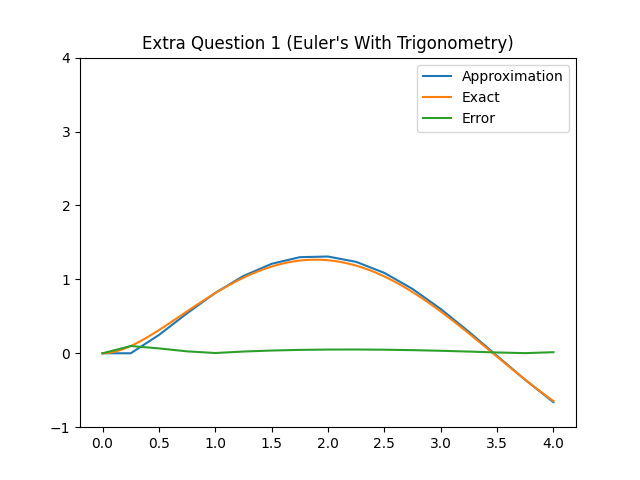 Extra Question 1 (Euler's With Trigonometry)
Approximation
Exact
Error
4
3
2
1
0
−1
0.0 0.5 1.0 1.5 2.0 2.5 3.0 3.5 4.0